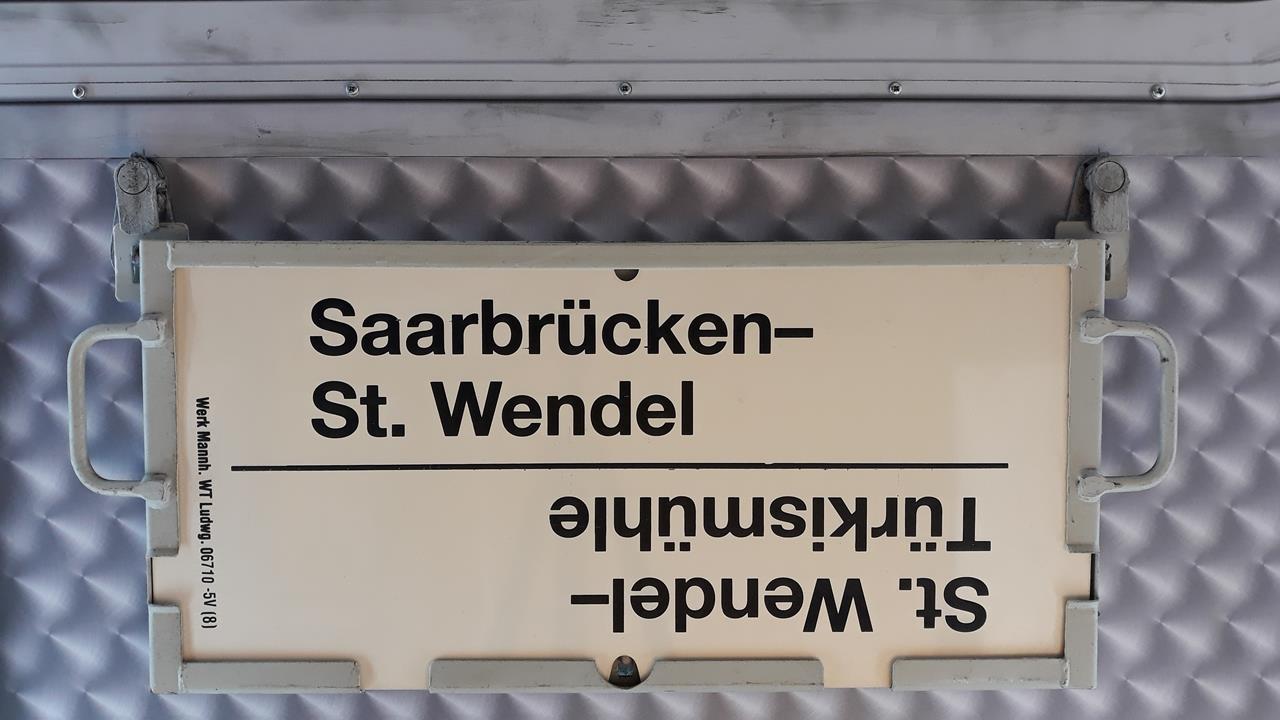 Saarbrücken–
St. Wendel
St. Wendel–
Türkismühle
Werk Mannh. WT Ludwg. 06710 -5V (8)